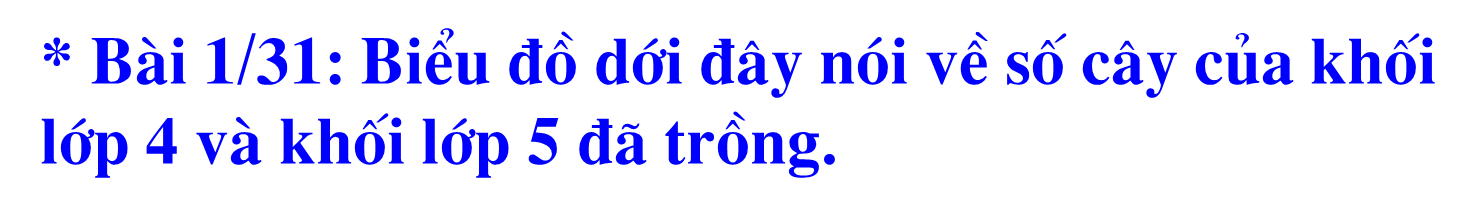 * Bài 1/31: Biểu đồ dới đây nói về số cây của khối
lớp 4 và khối lớp 5 đã trồng.